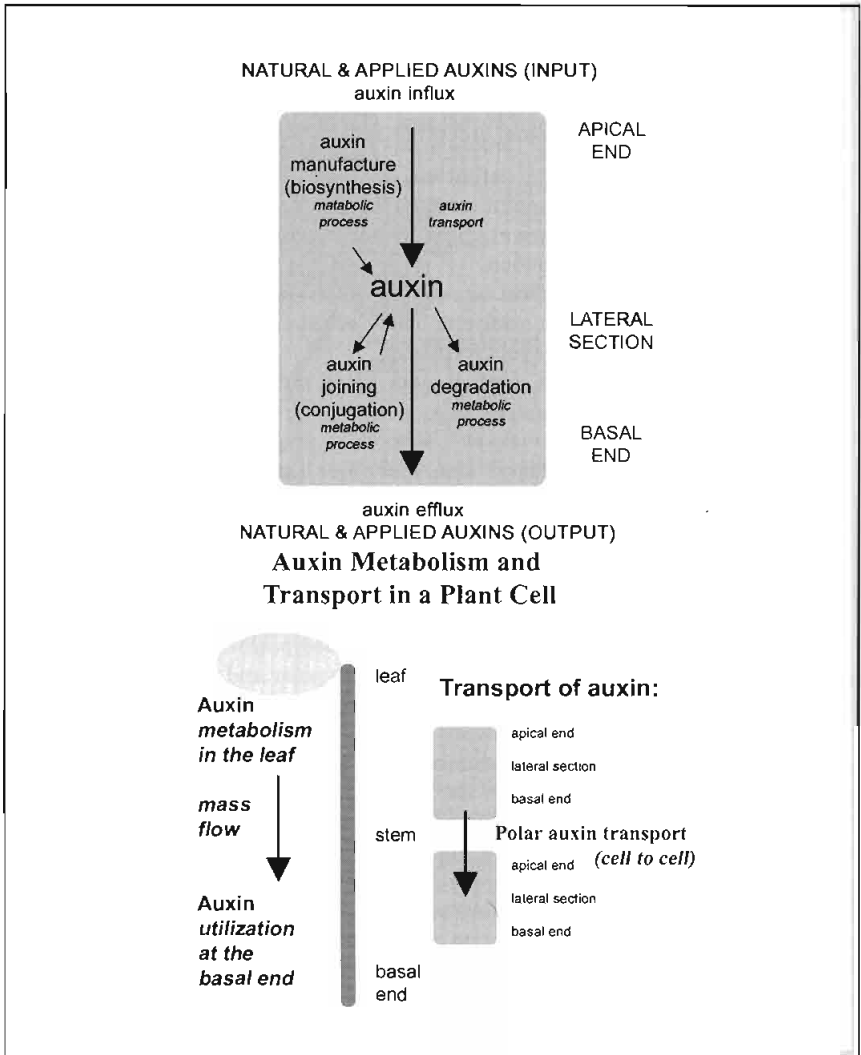 NATURAL & APPLIED AUXINS (INPUT)
auxin influx
APICAL
END
auxin
manufacture
(biosynthesis)
matabolic
process
auxin
transport
auxin
LATERAL
SECTION
auxin
joining
(conjugation)
metabolic
process
auxin
degradation
metabolic
process
BASAL
END
auxin efflux
NATURAL & APPLIED AUXINS (OUTPUT)
Auxin Metabolism and
Transport in a Plant Cell
leaf
Auxin
metabolism
in the leaf
mass
flow
stem
Auxin
utilization
at the
basal end
basal
end
Transport of auxin:
apical end
lateral section
basal end
Polar auxin transport
(cell to cell)
apical end
lateral section
basal end